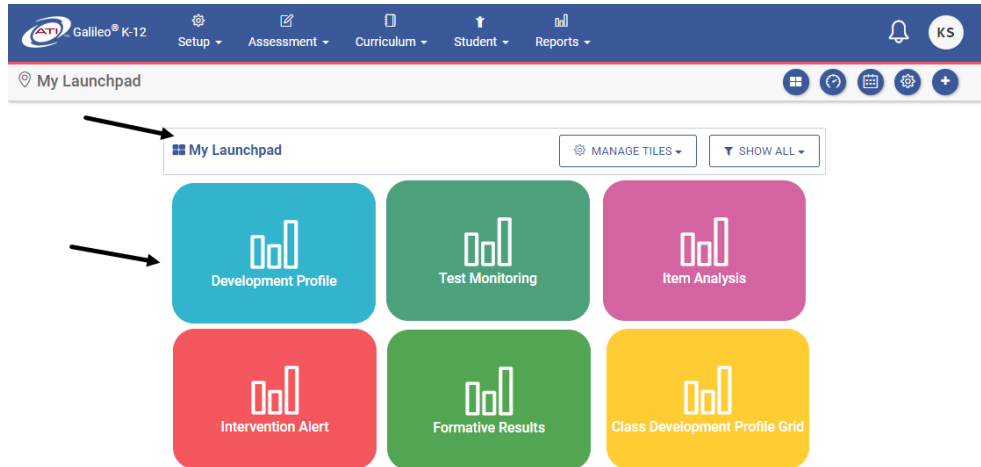 ATI Galileo® K-12
Setup Assessment Curriculum Student Reports
KS
My Launchpad
My Launchpad
MANAGE TILES
SHOW ALL
Development Profile
Test Monitoring
Item Analysis
Intervention Alert
Formative Results
Class Development Profile Grid